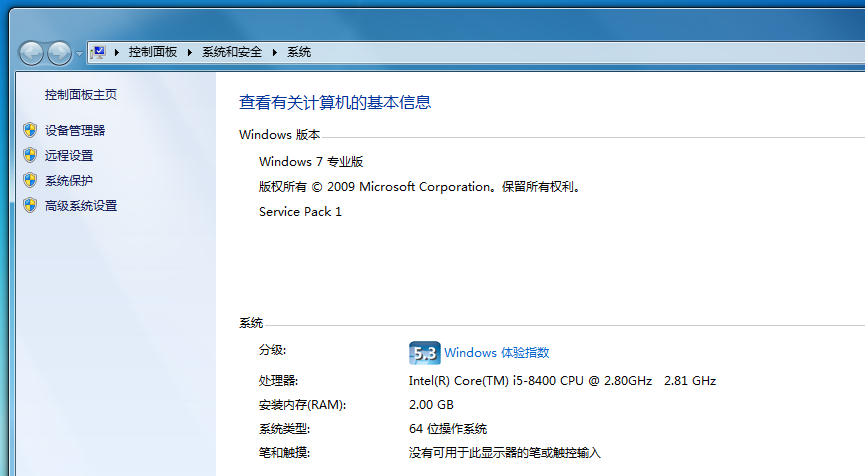 控制面板 系统和安全 系统
控制面板主页
设备管理器
远程设置
系统保护
高级系统设置
查看有关计算机的基本信息
Windows 版本
Windows 7 专业版
版权所有 © 2009 Microsoft Corporation。保留所有权利。
Service Pack 1
系统
分级: 5.3 Windows 体验指数
处理器: Intel(R) Core(TM) i5-8400 CPU @ 2.80GHz 2.81 GHz
安装内存(RAM): 2.00 GB
系统类型: 64 位操作系统
笔和触摸: 没有可用于此显示器的笔或触控输入